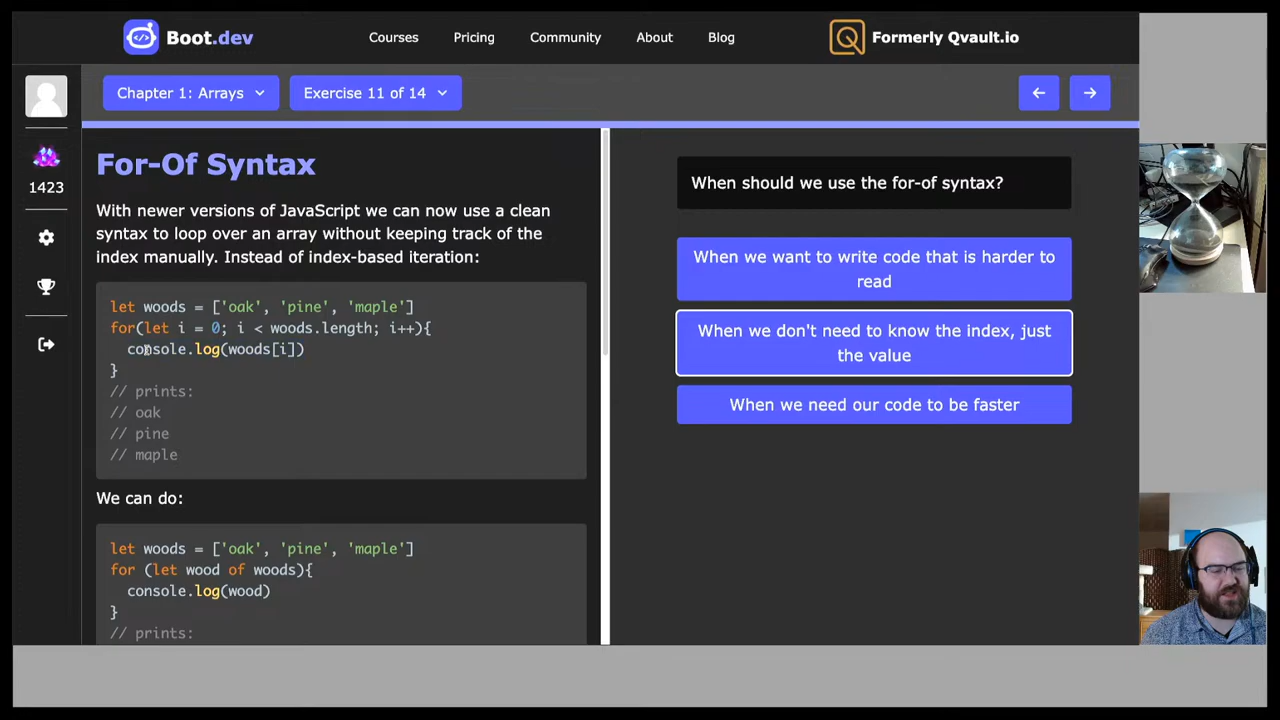 Boot.dev
Courses
Pricing
Community
About
Blog
Formerly Qvault.io
Chapter 1: Arrays
Exercise 11 of 14
1423
For-Of Syntax
With newer versions of JavaScript we can now use a clean
syntax to loop over an array without keeping track of the
index manually. Instead of index-based iteration:
let woods = ['oak', 'pine', 'maple']
for(let i = 0; i < woods.length; i++){
console.log(woods[i])
}
// prints:
// oak
// pine
// maple
We can do:
let woods = ['oak', 'pine', 'maple']
for (let wood of woods){
console.log(wood)
}
// prints:
When should we use the for-of syntax?
When we want to write code that is harder to
read
When we don't need to know the index, just
the value
When we need our code to be faster